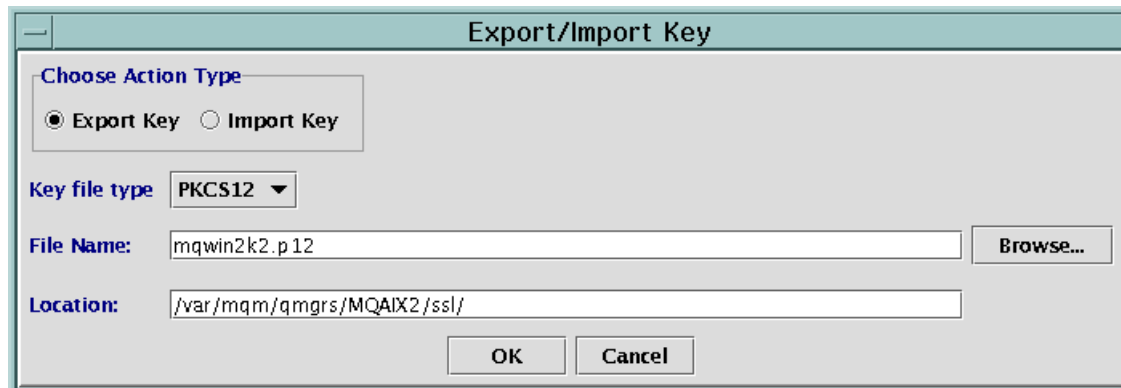 Export/Import Key
Choose Action Type
Export Key Import Key
Key file type PKCS12
File Name: mqwin2k2.p12 Browse...
Location: /var/mqm/qmgrs/MQAIX2/ssl/
OK Cancel